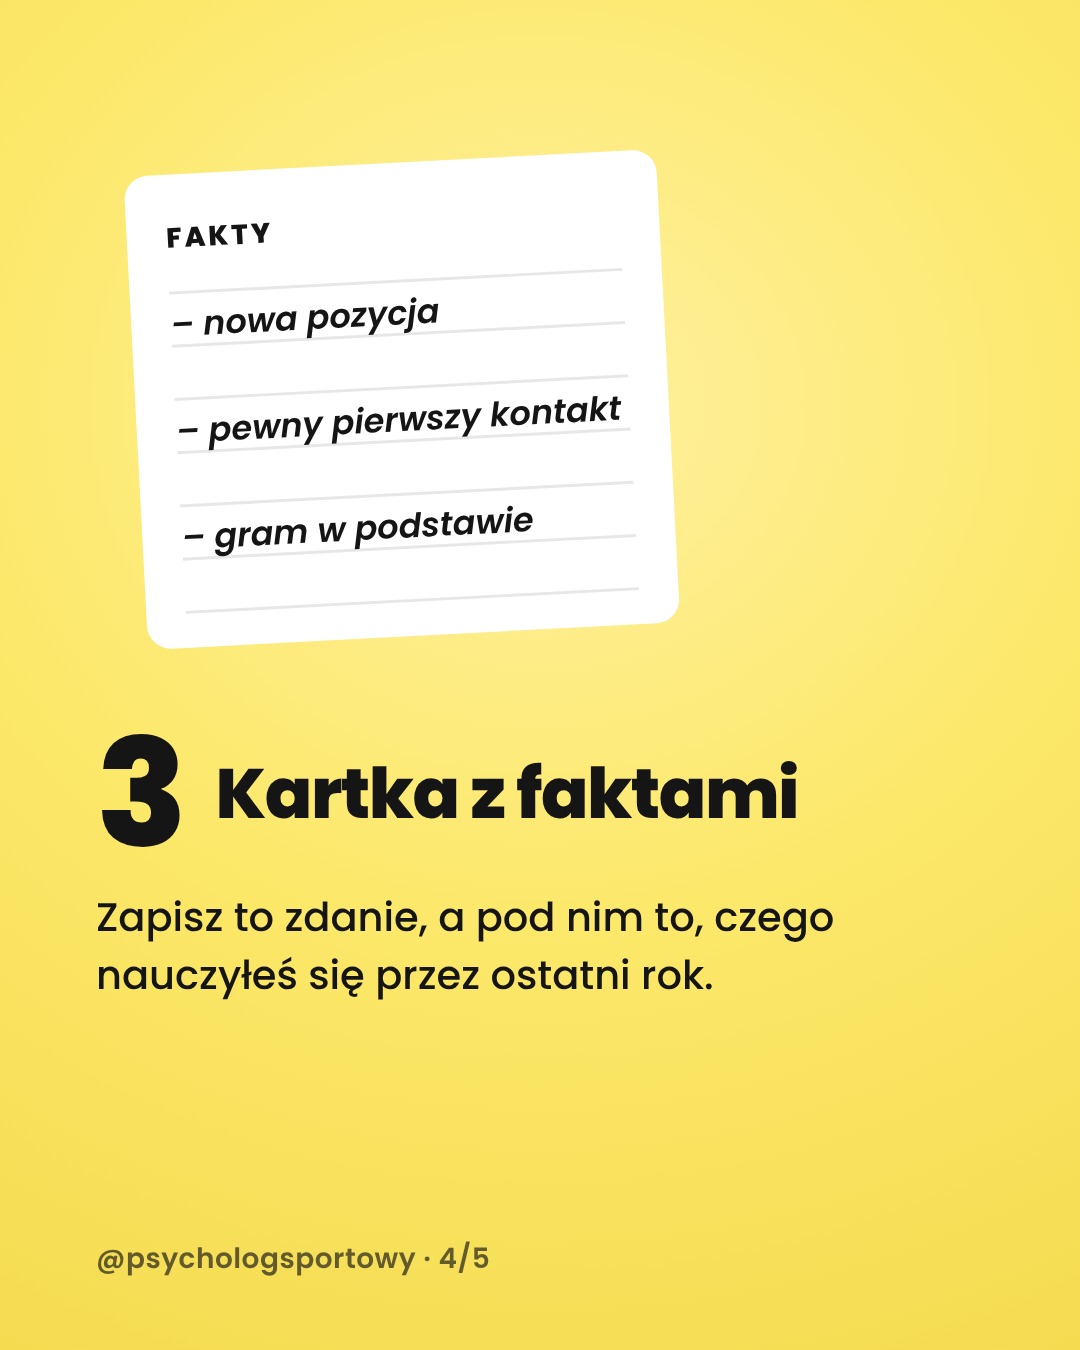 FAKTY
– nowa pozycja
– pewny pierwszy kontakt
– gram w podstawie
3 Kartka z faktami
Zapisz to zdanie, a pod nim to, czego
nauczyłeś się przez ostatni rok.
@psychologsportowy · 4/5